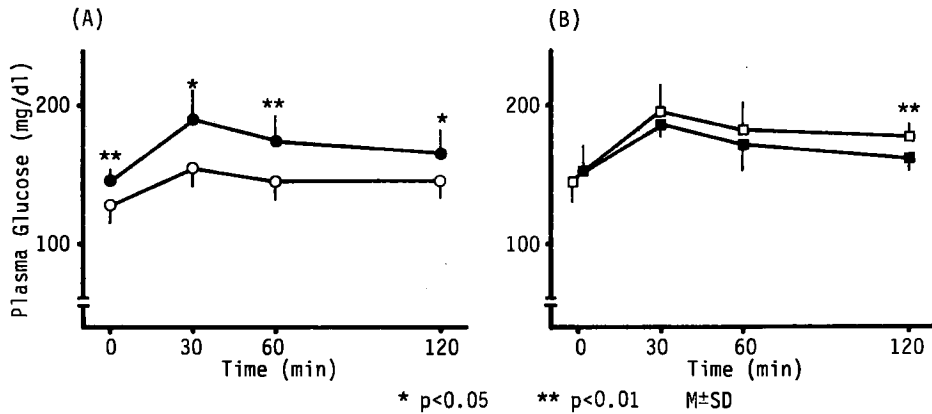 (A)
(B)
Plasma Glucose (mg/dl)
200
100
**
*
**
*
0 30 60 120
Time (min)
200
100
**
0 30 60 120
Time (min)
* p<0.05 ** p<0.01 M±SD